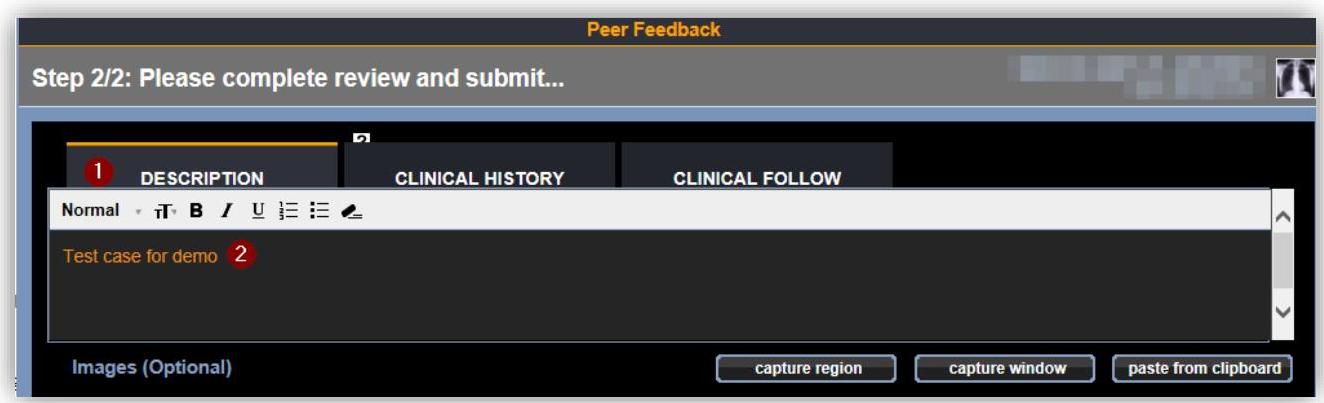 Peer Feedback
Step 2/2: Please complete review and submit...
1 DESCRIPTION CLINICAL HISTORY CLINICAL FOLLOW
Normal B I U
Test case for demo 2
Images (Optional) capture region capture window paste from clipboard